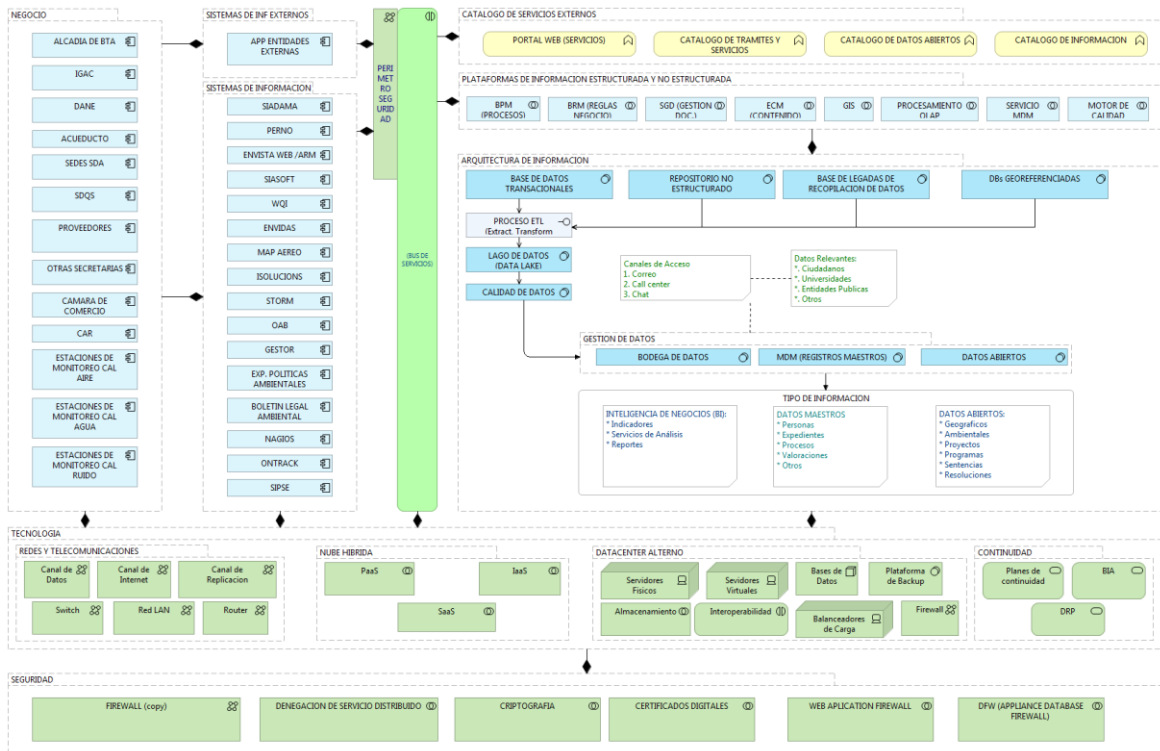 NEGOCIO
ALCADIA DE BTA
IGAC
DANE
ACUEDUCTO
SEDES SDA
SDQS
PROVEEDORES
OTRAS SECRETARIAS
CAMARA DE
COMERCIO
CAR
ESTACIONES DE
MONITOREO CAL
AIRE
ESTACIONES DE
MONITOREO CAL
AGUA
ESTACIONES DE
MONITOREO CAL
RUIDO
SISTEMAS DE INF EXTERNOS
APP ENTIDADES
EXTERNAS
SISTEMAS DE INFORMACION
SIADAMA
PERNO
ENVISTA WEB /ARM
SIASOFT
WQI
ENVIDAS
MAP AEREO
ISOLUCIONS
STORM
OAB
GESTOR
EXP. POLITICAS
AMBIENTALES
BOLETIN LEGAL
AMBIENTAL
NAGIOS
ONTRACK
SIPSE
PERI
MET
RO
SEG
URID
AD
(BUS DE
SERVICIOS)
CATALOGO DE SERVICIOS EXTERNOS
PORTAL WEB (SERVICIOS)
CATALOGO DE TRAMITES Y
SERVICIOS
CATALOGO DE DATOS ABIERTOS
CATALOGO DE INFORMACION
PLATAFORMAS DE INFORMACION ESTRUCTURADA Y NO ESTRUCTURADA
BPM
(PROCESOS)
BRM (REGLAS
NEGOCIO)
SGD (GESTION
DOC.)
ECM
(CONTENIDO)
GIS
PROCESAMIENTO
OLAP
SERVICIO
MDM
MOTOR DE
CALIDAD
ARQUITECTURA DE INFORMACION
BASE DE DATOS
TRANSACIONALES
REPOSITORIO NO
ESTRUCTURADO
BASE DE LEGADAS DE
RECOPILACION DE DATOS
DBs GEOREFERENCIADAS
PROCESO ETL
(Extract. Transform
LAGO DE DATOS
(DATA LAKE)
CALIDAD DE DATOS
Canales de Acceso
1. Correo
2. Call center
3. Chat
Datos Relevantes:
*. Ciudadanos
*. Universidades
*. Entidades Publicas
*. Otros
GESTION DE DATOS
BODEGA DE DATOS
MDM (REGISTROS MAESTROS)
DATOS ABIERTOS
TIPO DE INFORMACION
INTELIGENCIA DE NEGOCIOS (BI):
* Indicadores
* Servicios de Análisis
* Reportes
DATOS MAESTROS
* Personas
* Expedientes
* Procesos
* Valoraciones
* Otros
DATOS ABIERTOS:
* Geograficos
* Ambientales
* Proyectos
* Programas
* Sentencias
* Resoluciones
TECNOLOGIA
REDES Y TELECOMUNICACIONES
Canal de
Datos
Canal de
Internet
Canal de
Replicacion
Switch
Red LAN
Router
NUBE HIBRIDA
PaaS
IaaS
SaaS
DATACENTER ALTERNO
Servidores
Fisicos
Sevidores
Virtuales
Bases de
Datos
Plataforma
de Backup
Almacenamiento
Interoperabilidad
Balanceadores
de Carga
Firewall
CONTINUIDAD
Planes de
continuidad
BIA
DRP
SEGURIDAD
FIREWALL (copy)
DENEGACION DE SERVICIO DISTRIBUIDO
CRIPTOGRAFIA
CERTIFICADOS DIGITALES
WEB APLICATION FIREWALL
DFW (APPLIANCE DATABASE
FIREWALL)